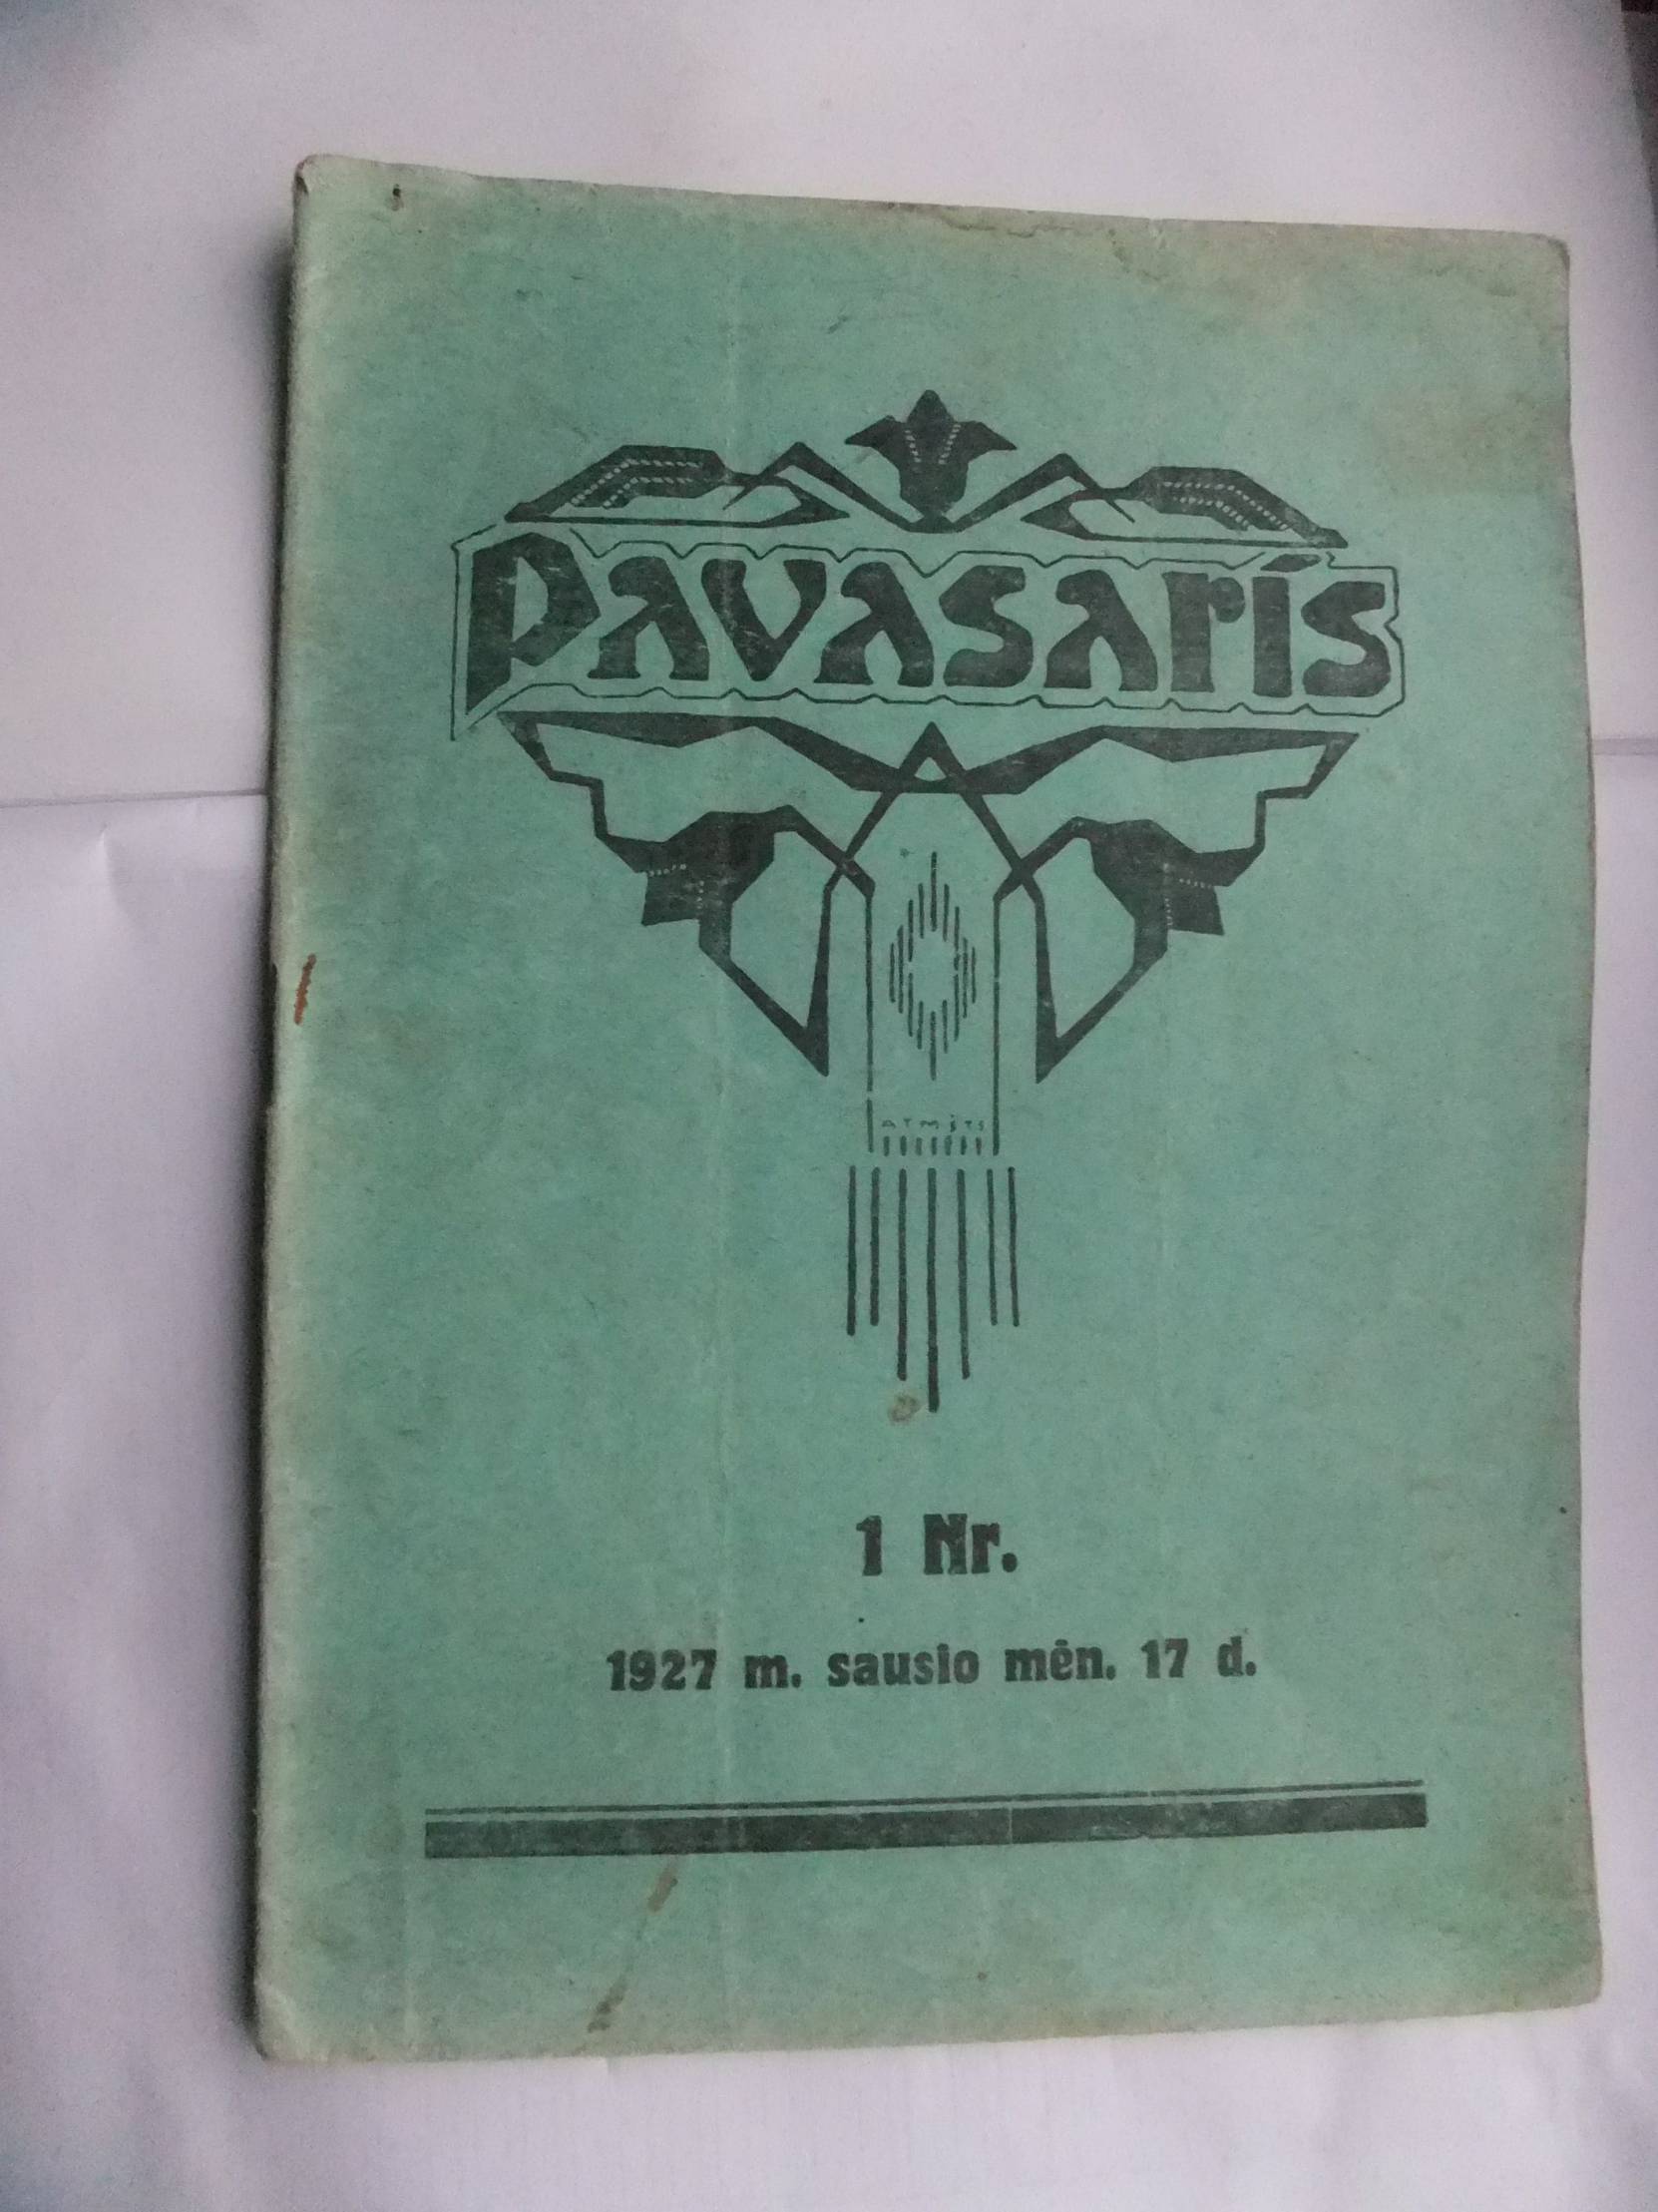 Pavasaris
1 Nr.
1927 m. sausio mėn. 17 d.